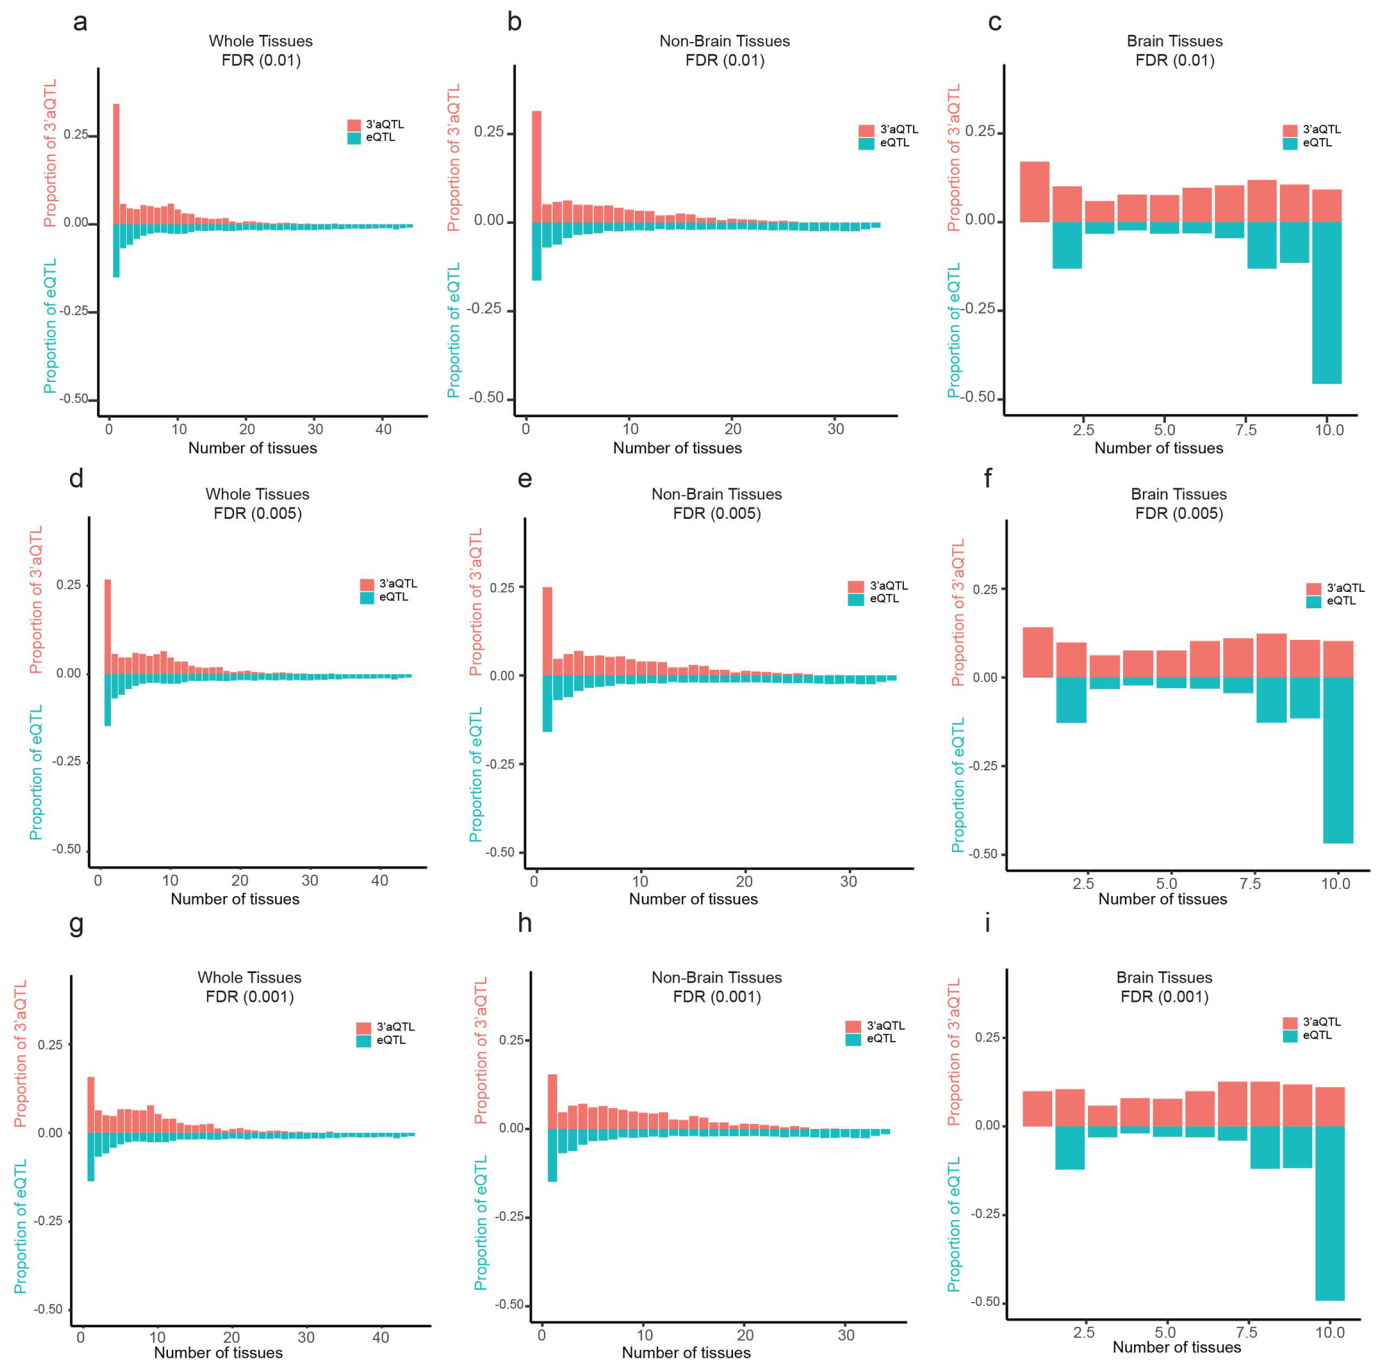 a
Whole Tissues
FDR (0.01)
Proportion of 3'aQTL
Proportion of eQTL
0.25
0.00
-0.25
-0.50
3'aQTL
eQTL
0
10
20
30
40
Number of tissues
b
Non-Brain Tissues
FDR (0.01)
Proportion of 3'aQTL
Proportion of eQTL
0.25
0.00
-0.25
-0.50
3'aQTL
eQTL
0
10
20
30
Number of tissues
c
Brain Tissues
FDR (0.01)
Proportion of 3'aQTL
Proportion of eQTL
0.25
0.00
-0.25
-0.50
3'aQTL
eQTL
2.5
5.0
7.5
10.0
Number of tissues
d
Whole Tissues
FDR (0.005)
Proportion of 3'aQTL
Proportion of eQTL
0.25
0.00
-0.25
-0.50
3'aQTL
eQTL
0
10
20
30
40
Number of tissues
e
Non-Brain Tissues
FDR (0.005)
Proportion of 3'aQTL
Proportion of eQTL
0.25
0.00
-0.25
-0.50
3'aQTL
eQTL
0
10
20
30
Number of tissues
f
Brain Tissues
FDR (0.005)
Proportion of 3'aQTL
Proportion of eQTL
0.25
0.00
-0.25
-0.50
3'aQTL
eQTL
2.5
5.0
7.5
10.0
Number of tissues
g
Whole Tissues
FDR (0.001)
Proportion of 3'aQTL
Proportion of eQTL
0.25
0.00
-0.25
-0.50
3'aQTL
eQTL
0
10
20
30
40
Number of tissues
h
Non-Brain Tissues
FDR (0.001)
Proportion of 3'aQTL
Proportion of eQTL
0.25
0.00
-0.25
-0.50
3'aQTL
eQTL
0
10
20
30
Number of tissues
i
Brain Tissues
FDR (0.001)
Proportion of 3'aQTL
Proportion of eQTL
0.25
0.00
-0.25
-0.50
3'aQTL
eQTL
2.5
5.0
7.5
10.0
Number of tissues